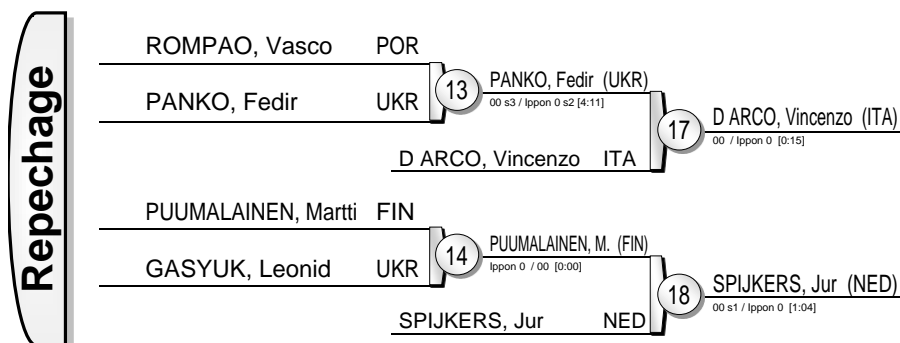 Repechage
ROMPAO, Vasco POR
PANKO, Fedir UKR
13
PANKO, Fedir (UKR)
00 s3 / Ippon 0 s2 [4:11]
D ARCO, Vincenzo ITA
17
D ARCO, Vincenzo (ITA)
00 / Ippon 0 [0:15]
PUUMALAINEN, Martti FIN
GASYUK, Leonid UKR
14
PUUMALAINEN, M. (FIN)
Ippon 0 / 00 [0:00]
SPIJKERS, Jur NED
18
SPIJKERS, Jur (NED)
00 s1 / Ippon 0 [1:04]